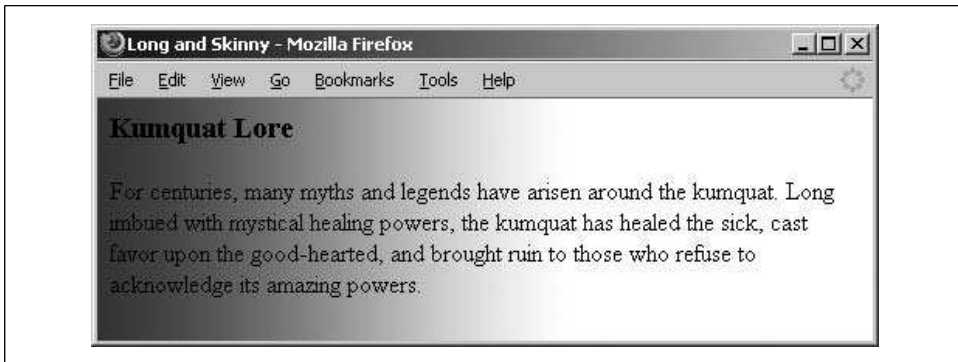 Long and Skinny - Mozilla Firefox
File Edit View Go Bookmarks Tools Help
Kumquat Lore
For centuries, many myths and legends have arisen around the kumquat. Long
imbued with mystical healing powers, the kumquat has healed the sick, cast
favor upon the good-hearted, and brought ruin to those who refuse to
acknowledge its amazing powers.